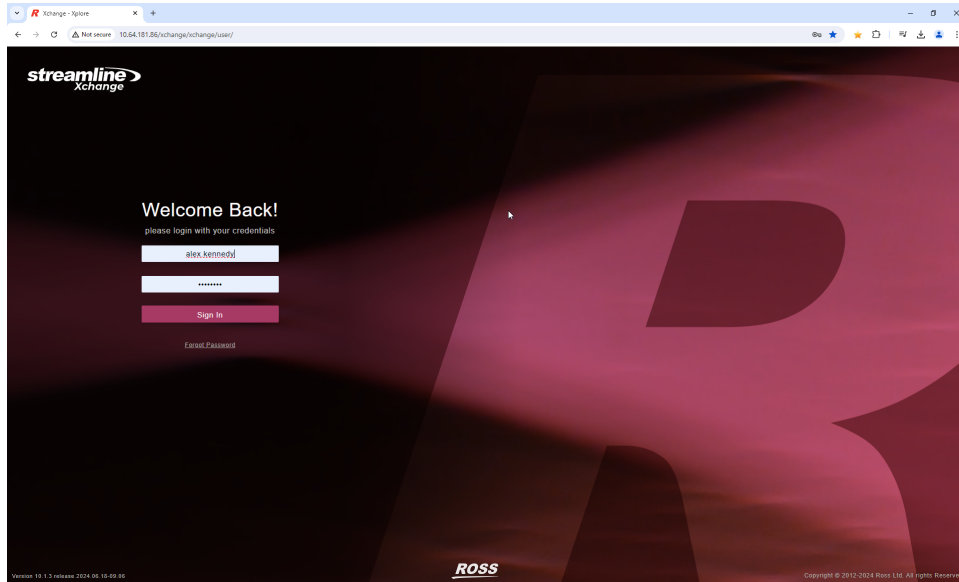 Xchange - Xplore
Not secure 10.64.181.86/xchange/xchange/user/
streamline
Xchange
Welcome Back!
please login with your credentials
alex.kennedy
••••••••
Sign In
Forgot Password
ROSS
Version 10.1.3 release 2024.06.18-09.06
Copyright © 2012-2024 Ross Ltd. All rights Reserve